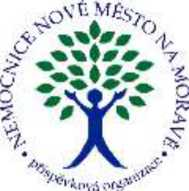 NEMOCNICE NOVÉ MĚSTO NA MORAVĚ
příspěvková organizace